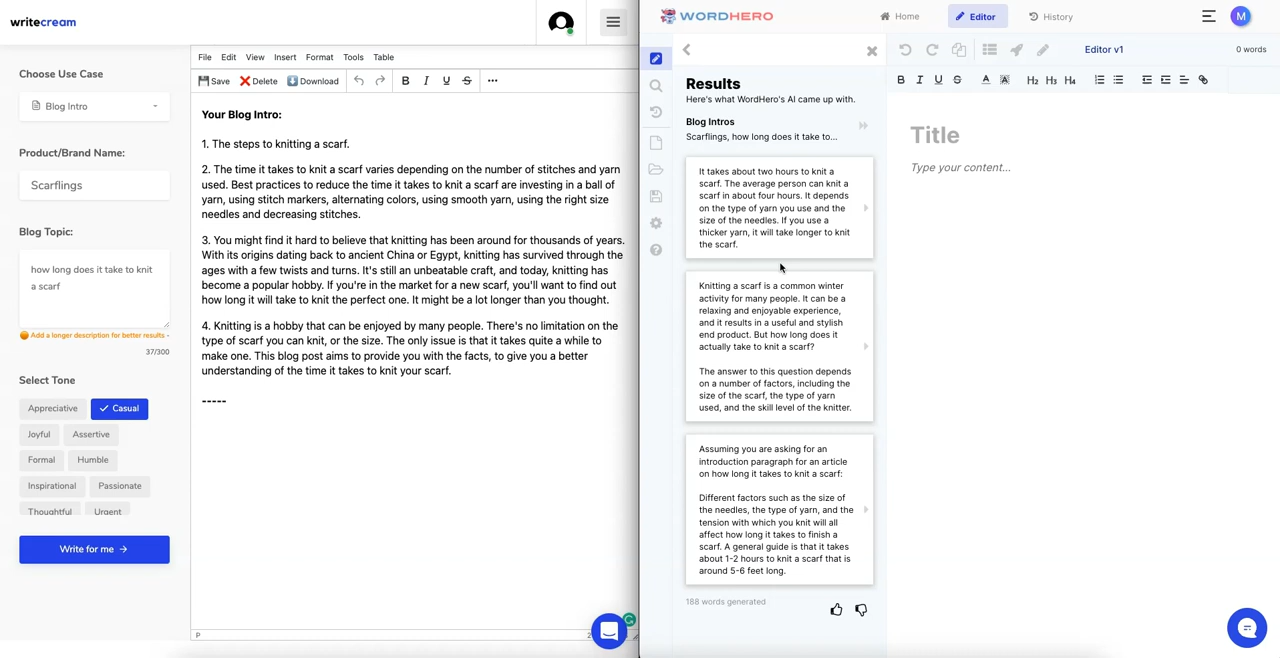 writecream
Choose Use Case
Blog Intro
Product/Brand Name:
Scarflings
Blog Topic:
how long does it take to knit
a scarf
Add a longer description for better results -
37/300
Select Tone
Appreciative
Casual
Joyful
Assertive
Formal
Humble
Inspirational
Passionate
Thoughtful
Urgent
Write for me →
File Edit View Insert Format Tools Table
Save Delete Download B I U S ...
Your Blog Intro:
1. The steps to knitting a scarf.
2. The time it takes to knit a scarf varies depending on the number of stitches and yarn
used. Best practices to reduce the time it takes to knit a scarf are investing in a ball of
yarn, using stitch markers, alternating colors, using smooth yarn, using the right size
needles and decreasing stitches.
3. You might find it hard to believe that knitting has been around for thousands of years.
With its origins dating back to ancient China or Egypt, knitting has survived through the
ages with a few twists and turns. It's still an unbeatable craft, and today, knitting has
become a popular hobby. If you're in the market for a new scarf, you'll want to find out
how long it will take to knit the perfect one. It might be a lot longer than you thought.
4. Knitting is a hobby that can be enjoyed by many people. There's no limitation on the
type of scarf you can knit, or the size. The only issue is that it takes quite a while to
make one. This blog post aims to provide you with the facts, to give you a better
understanding of the time it takes to knit your scarf.
-----
P
WORDHERO
Home
Editor
History
M
Editor v1
0 words
B I U S A A H2 H3 H4
Results
Here's what WordHero's AI came up with.
Blog Intros
Scarflings, how long does it take to...
It takes about two hours to knit a
scarf. The average person can knit a
scarf in about four hours. It depends
on the type of yarn you use and the
size of the needles. If you use a
thicker yarn, it will take longer to knit
the scarf.
Knitting a scarf is a common winter
activity for many people. It can be a
relaxing and enjoyable experience,
and it results in a useful and stylish
end product. But how long does it
actually take to knit a scarf?
The answer to this question depends
on a number of factors, including the
size of the scarf, the type of yarn
used, and the skill level of the knitter.
Assuming you are asking for an
introduction paragraph for an article
on how long it takes to knit a scarf:
Different factors such as the size of
the needles, the type of yarn, and the
tension with which you knit will all
affect how long it takes to finish a
scarf. A general guide is that it takes
about 1-2 hours to knit a scarf that is
around 5-6 feet long.
188 words generated
Title
Type your content...